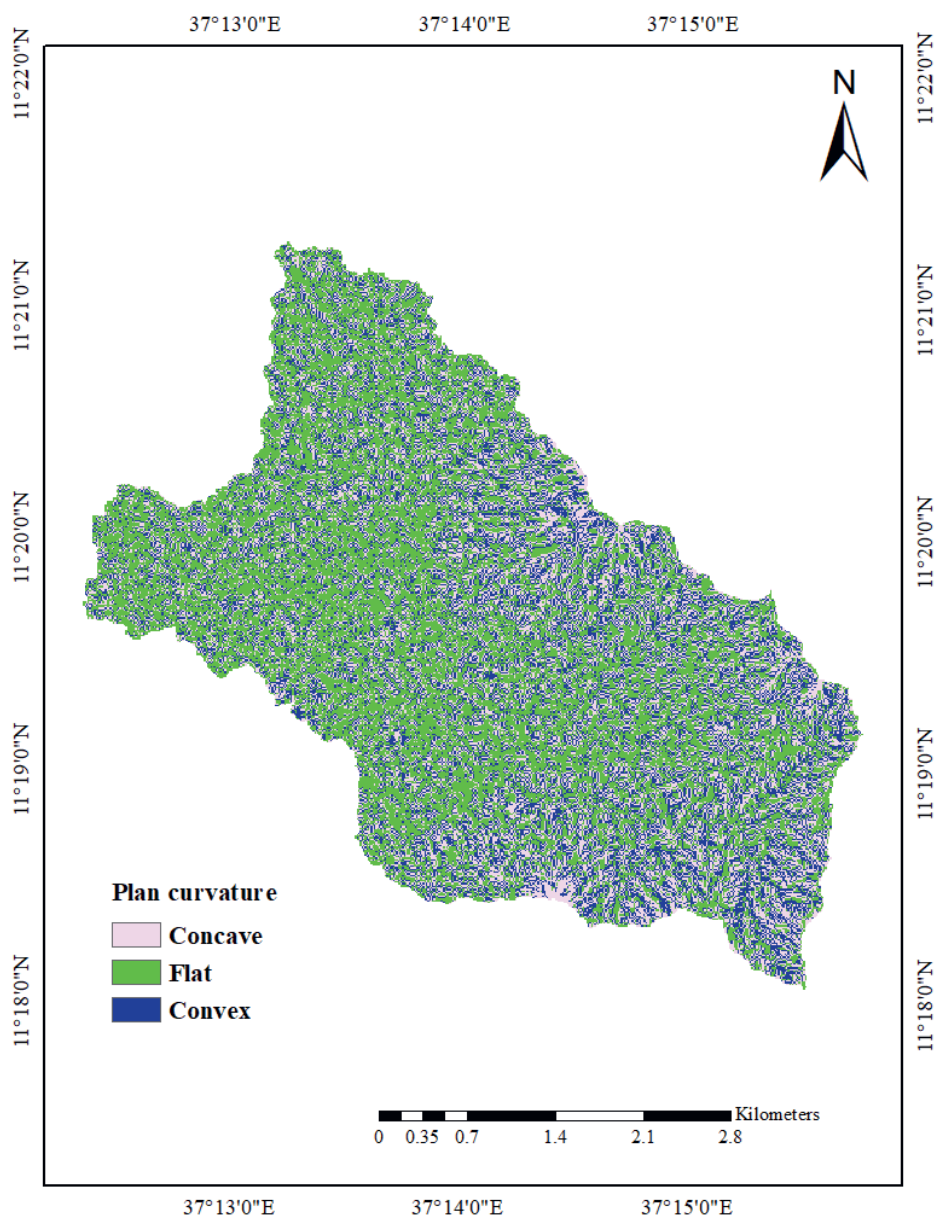 37°13'0"E 37°14'0"E 37°15'0"E
11°22'0"N 11°22'0"N
N
11°21'0"N 11°21'0"N
11°20'0"N 11°20'0"N
11°19'0"N 11°19'0"N
Plan curvature
Concave
Flat
Convex
11°18'0"N 11°18'0"N
Kilometers
0 0.35 0.7 1.4 2.1 2.8
37°13'0"E 37°14'0"E 37°15'0"E